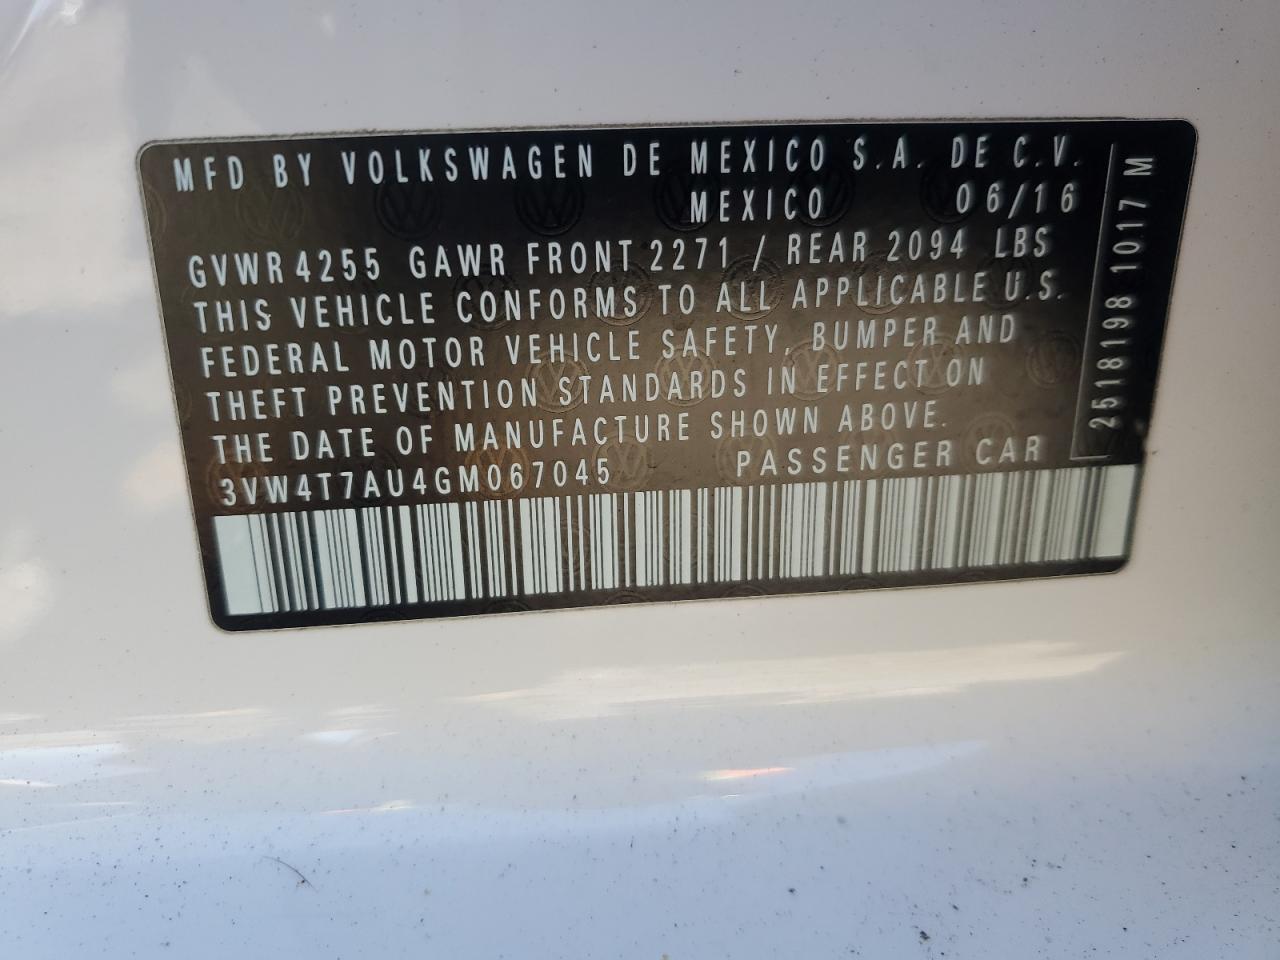 MFD BY VOLKSWAGEN DE MEXICO S.A. DE C.V.
MEXICO 06/16
GVWR 4255 GAWR FRONT 2271 / REAR 2094 LBS
THIS VEHICLE CONFORMS TO ALL APPLICABLE U.S.
FEDERAL MOTOR VEHICLE SAFETY, BUMPER AND
THEFT PREVENTION STANDARDS IN EFFECT ON
THE DATE OF MANUFACTURE SHOWN ABOVE.
3VW4T7AU4GM067045 PASSENGER CAR
2518198 1017 M